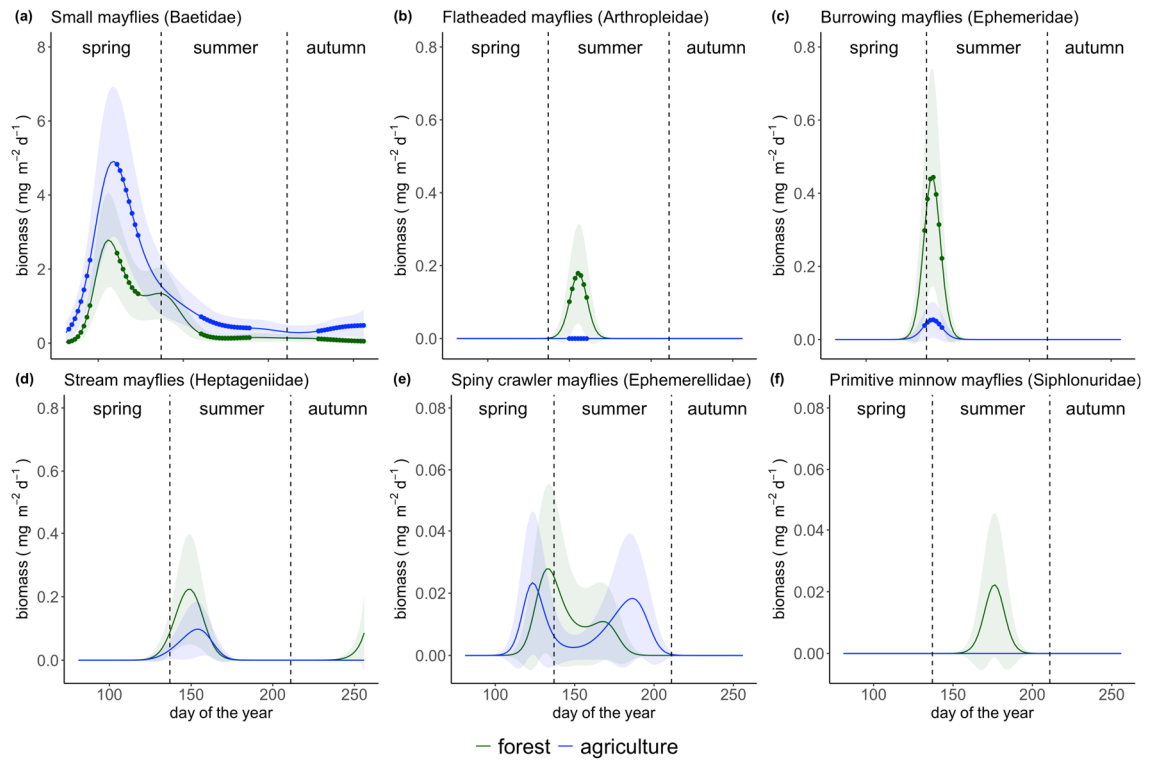 (a) Small mayflies (Baetidae)
spring summer autumn
8
6
4
2
0
biomass ( mg m⁻² d⁻¹ )
(b) Flatheaded mayflies (Arthropleidae)
spring summer autumn
0.8
0.6
0.4
0.2
0.0
biomass ( mg m⁻² d⁻¹ )
(c) Burrowing mayflies (Ephemeridae)
spring summer autumn
0.8
0.6
0.4
0.2
0.0
biomass ( mg m⁻² d⁻¹ )
(d) Stream mayflies (Heptageniidae)
spring summer autumn
0.8
0.6
0.4
0.2
0.0
biomass ( mg m⁻² d⁻¹ )
100 150 200 250
day of the year
(e) Spiny crawler mayflies (Ephemerellidae)
spring summer autumn
0.08
0.06
0.04
0.02
0.00
biomass ( mg m⁻² d⁻¹ )
100 150 200 250
day of the year
(f) Primitive minnow mayflies (Siphlonuridae)
spring summer autumn
0.08
0.06
0.04
0.02
0.00
biomass ( mg m⁻² d⁻¹ )
100 150 200 250
day of the year
forest agriculture